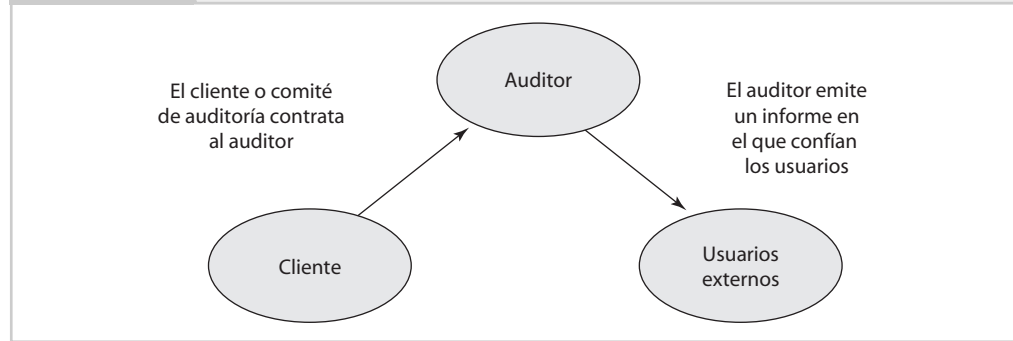 Auditor
El cliente o comité
de auditoría contrata
al auditor
El auditor emite
un informe en
el que confían
los usuarios
Cliente
Usuarios
externos